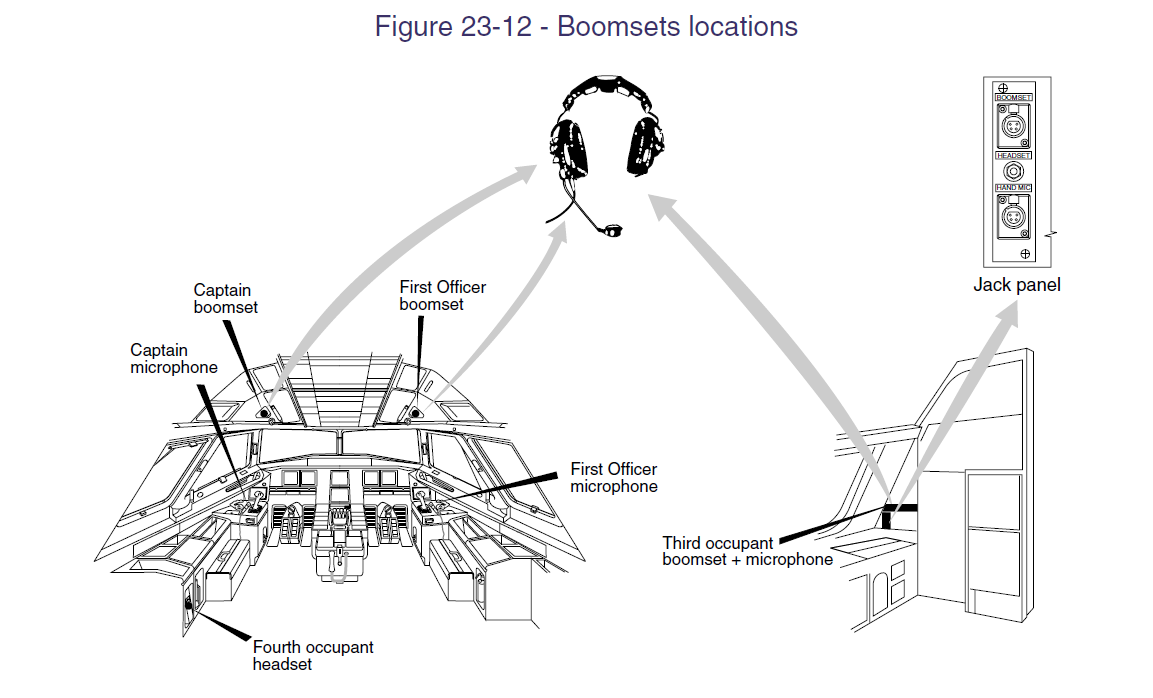 Figure 23-12 - Boomsets locations
BOOMSET
HEADSET
HAND MIC
Jack panel
Captain
boomset
First Officer
boomset
Captain
microphone
First Officer
microphone
Third occupant
boomset + microphone
Fourth occupant
headset